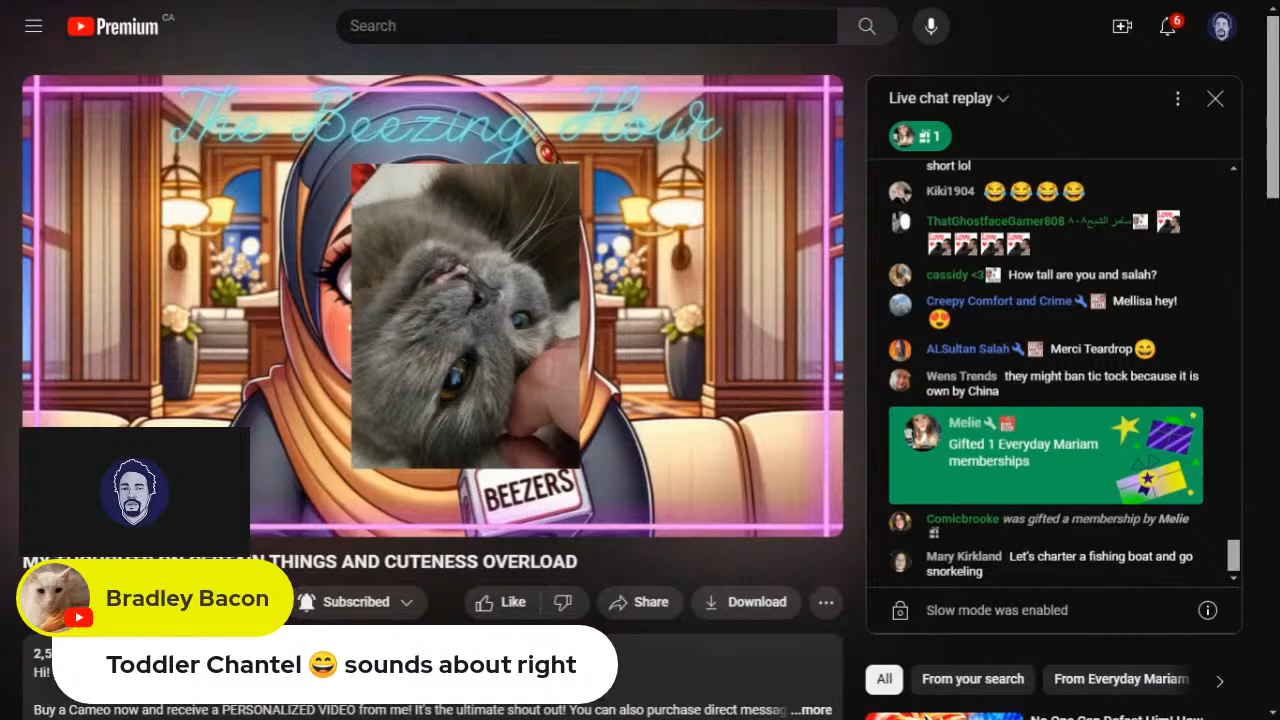 Premium CA
Search
6
The Beezing Hour
BEEZERS
THINGS AND CUTENESS OVERLOAD
Subscribed
Like
Share
Download
2,5
Hi!
Buy a Cameo now and receive a PERSONALIZED VIDEO from me! It's the ultimate shout out! You can also purchase direct messag ...more
Bradley Bacon
Toddler Chantel 😄 sounds about right
Live chat replay
1
short lol
Kiki1904 😂😂😂😂
ThatGhostfaceGamer808
cassidy <3 How tall are you and salah?
Creepy Comfort and Crime Mellisa hey!
😍
ALSultan Salah Merci Teardrop😄
Wens Trends they might ban tic tock because it is
own by China
Melie
Gifted 1 Everyday Mariam
memberships
Comicbrooke was gifted a membership by Melie
Mary Kirkland Let's charter a fishing boat and go
snorkeling
Slow mode was enabled
All
From your search
From Everyday Mariam
No One Can Defeat Him! How